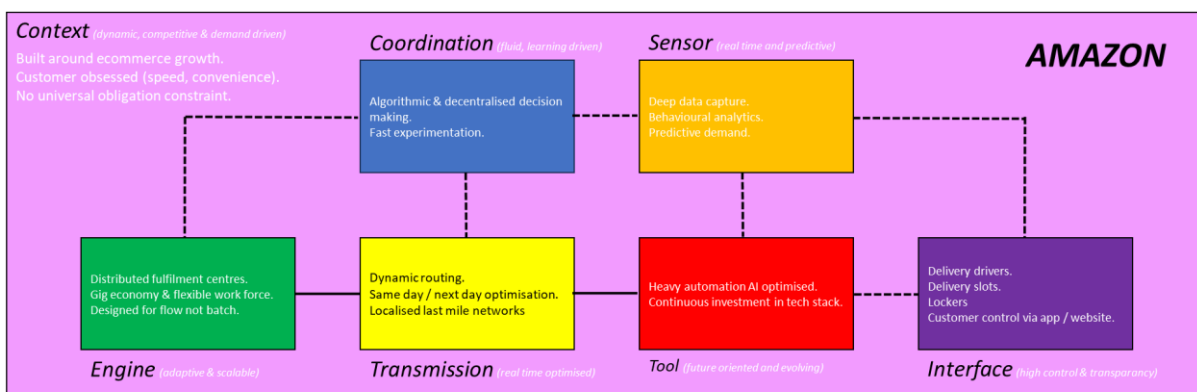 Context (dynamic, competitive & demand driven)
Built around ecommerce growth.
Customer obsessed (speed, convenience).
No universal obligation constraint.
Coordination (fluid, learning driven)
Sensor (real time and predictive)
AMAZON
Algorithmic & decentralised decision
making.
Fast experimentation.
Deep data capture.
Behavioural analytics.
Predictive demand.
Distributed fulfilment centres.
Gig economy & flexible work force.
Designed for flow not batch.
Dynamic routing.
Same day / next day optimisation.
Localised last mile networks
Heavy automation AI optimised.
Continuous investment in tech stack.
Delivery drivers.
Delivery slots.
Lockers
Customer control via app / website.
Engine (adaptive & scalable)
Transmission (real time optimised)
Tool (future oriented and evolving)
Interface (high control & transparancy)